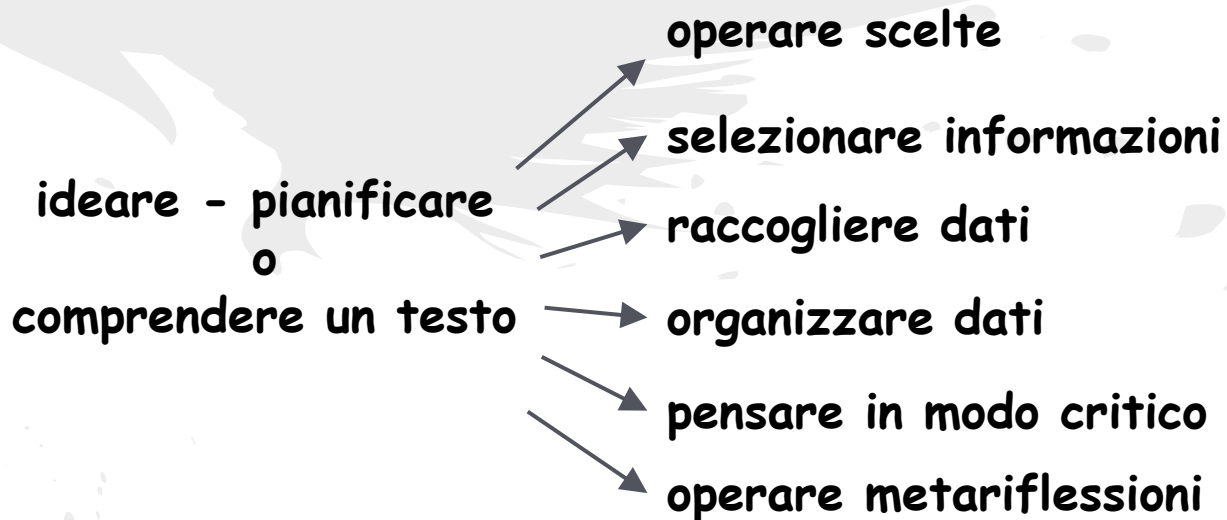 ideare - pianificare
o
comprendere un testo
operare scelte
selezionare informazioni
raccogliere dati
organizzare dati
pensare in modo critico
operare metariflessioni